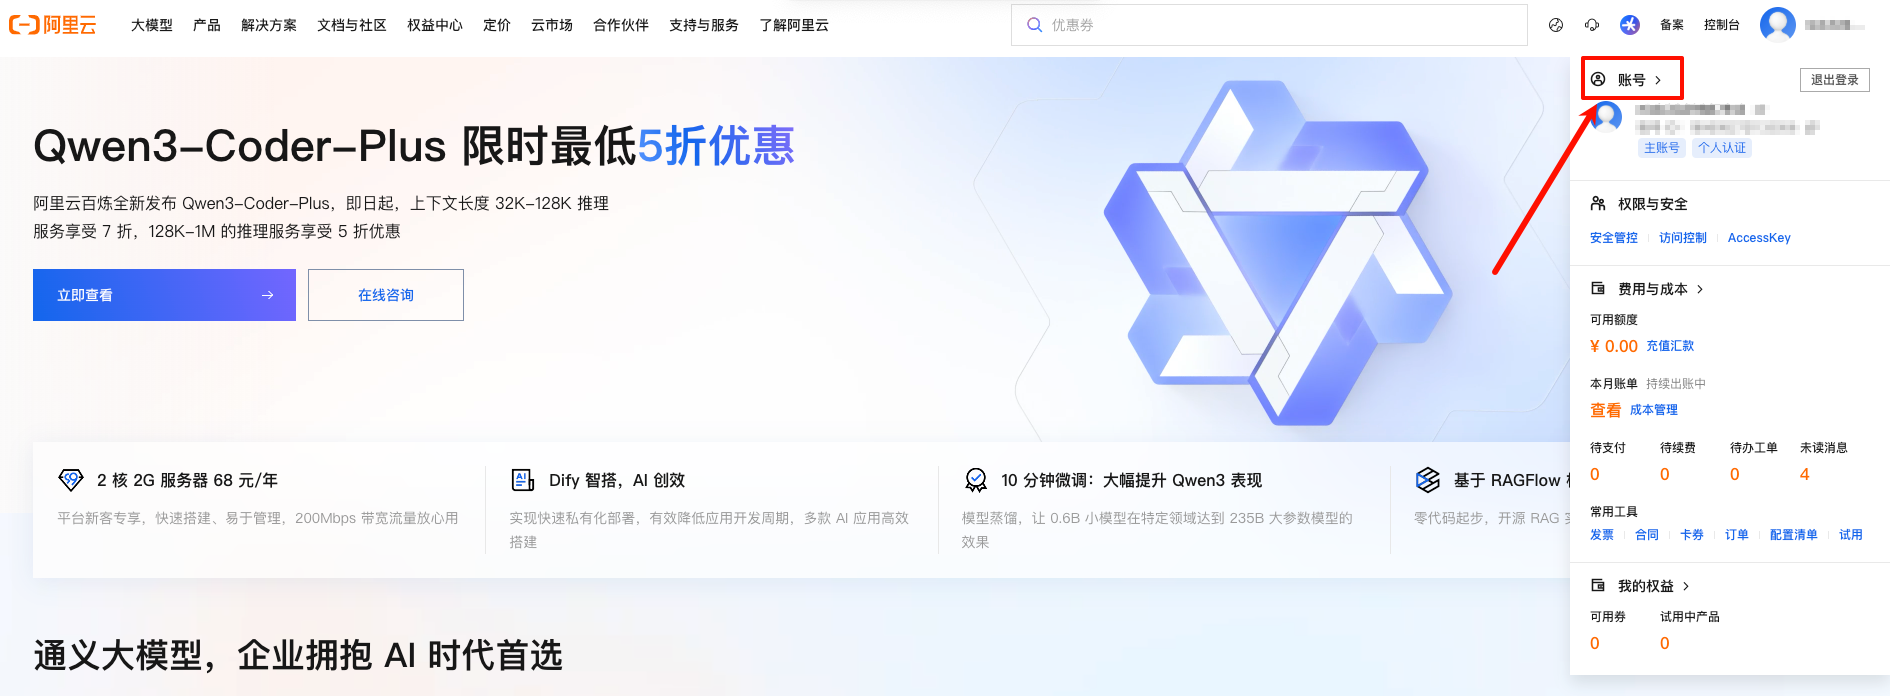 阿里云
大模型 产品 解决方案 文档与社区 权益中心 定价 云市场 合作伙伴 支持与服务 了解阿里云
优惠券
备案 控制台
账号
退出登录
主账号 个人认证
Qwen3-Coder-Plus 限时最低5折优惠
阿里云百炼全新发布 Qwen3-Coder-Plus，即日起，上下文长度 32K-128K 推理
服务享受 7 折，128K-1M 的推理服务享受 5 折优惠
立即查看
在线咨询
权限与安全
安全管控 访问控制 AccessKey
费用与成本
可用额度
¥ 0.00 充值汇款
本月账单 持续出账中
查看 成本管理
待支付 待续费 待办工单 未读消息
0 0 0 4
常用工具
发票 合同 卡券 订单 配置清单 试用
我的权益
可用券 试用中产品
0 0
2 核 2G 服务器 68 元/年
平台新客专享，快速搭建、易于管理，200Mbps 带宽流量放心用
Dify 智搭，AI 创效
实现快速私有化部署，有效降低应用开发周期，多款 AI 应用高效
搭建
10 分钟微调：大幅提升 Qwen3 表现
模型蒸馏，让 0.6B 小模型在特定领域达到 235B 大参数模型的
效果
基于 RAGFlow
零代码起步，开源 RAG
通义大模型，企业拥抱 AI 时代首选